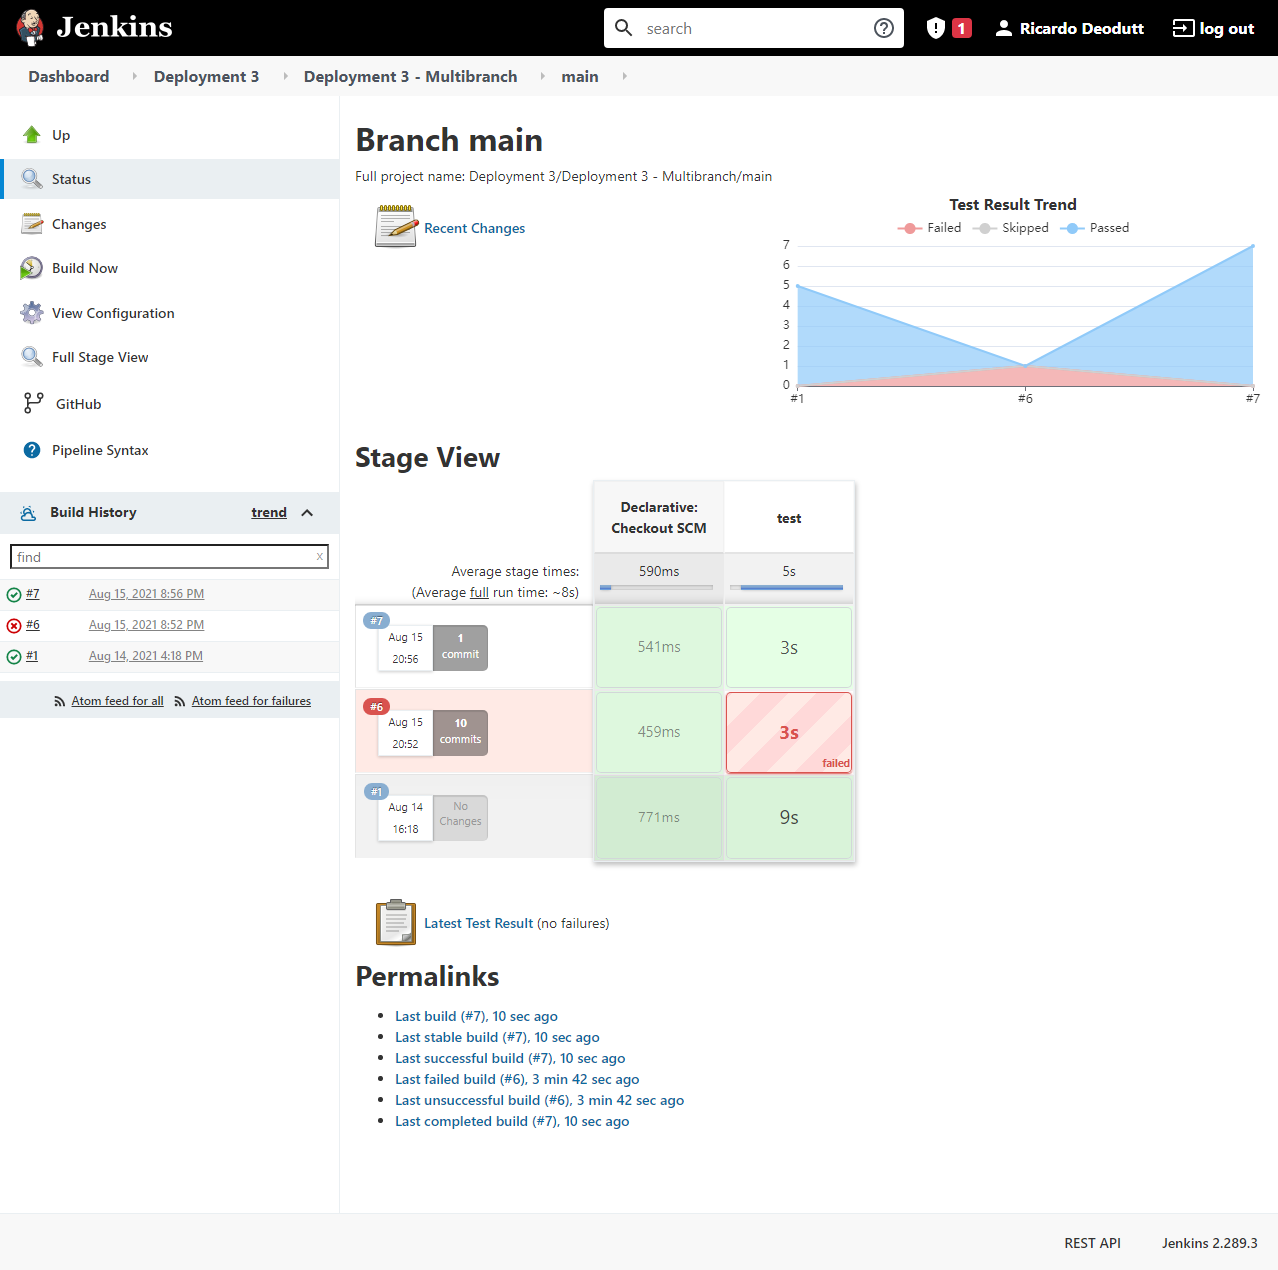 Jenkins
search
1
Ricardo Deodutt
log out
Dashboard
Deployment 3
Deployment 3 - Multibranch
main
Up
Status
Changes
Build Now
View Configuration
Full Stage View
GitHub
Pipeline Syntax
Build History
trend
find
x
#7 Aug 15, 2021 8:56 PM
#6 Aug 15, 2021 8:52 PM
#1 Aug 14, 2021 4:18 PM
Atom feed for all
Atom feed for failures
Branch main
Full project name: Deployment 3/Deployment 3 - Multibranch/main
Recent Changes
Test Result Trend
Failed Skipped Passed
7
6
5
4
3
2
1
0
#1 #6 #7
Stage View
Declarative:
Checkout SCM
test
Average stage times:
(Average full run time: ~8s)
590ms
5s
#7
Aug 15
20:56
1
commit
541ms
3s
#6
Aug 15
20:52
10
commits
459ms
3s
failed
#1
Aug 14
16:18
No
Changes
771ms
9s
Latest Test Result (no failures)
Permalinks
Last build (#7), 10 sec ago
Last stable build (#7), 10 sec ago
Last successful build (#7), 10 sec ago
Last failed build (#6), 3 min 42 sec ago
Last unsuccessful build (#6), 3 min 42 sec ago
Last completed build (#7), 10 sec ago
REST API
Jenkins 2.289.3